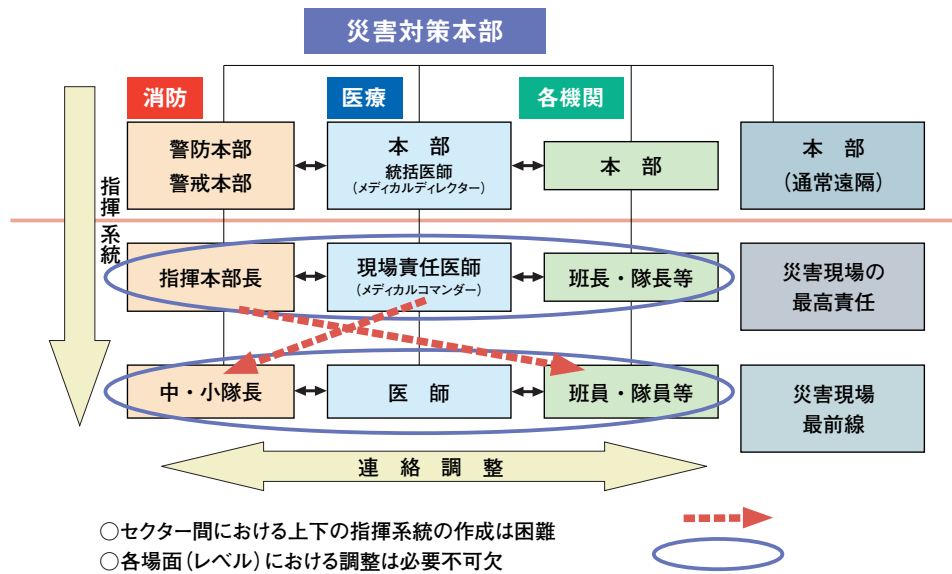 災害対策本部
消防
医療
各機関
警防本部
警戒本部
本　部
統括医師
（メディカルディレクター）
本　部
本　部
（通常遠隔）
指揮系統
指揮本部長
現場責任医師
（メディカルコマンダー）
班長・隊長等
災害現場の
最高責任
中・小隊長
医　師
班員・隊員等
災害現場
最前線
連　絡　調　整
○セクター間における上下の指揮系統の作成は困難
○各場面（レベル）における調整は必要不可欠